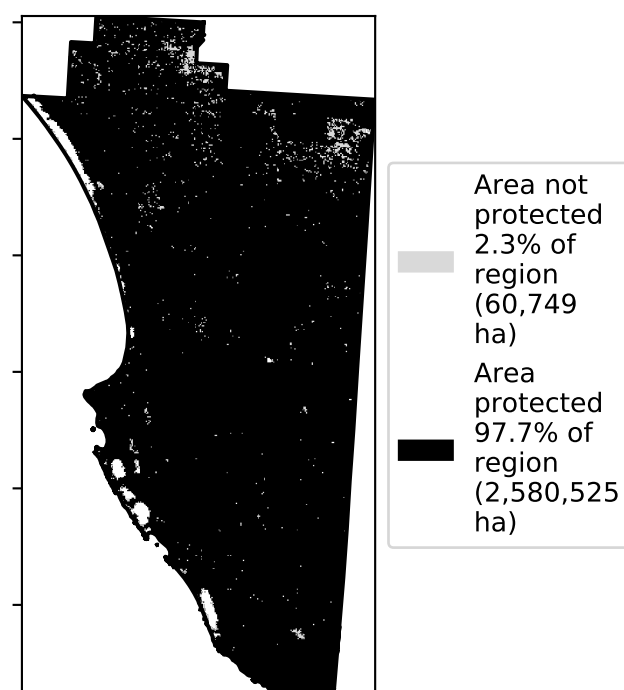 Area not
protected
2.3% of
region
(60,749
ha)
Area
protected
97.7% of
region
(2,580,525
ha)